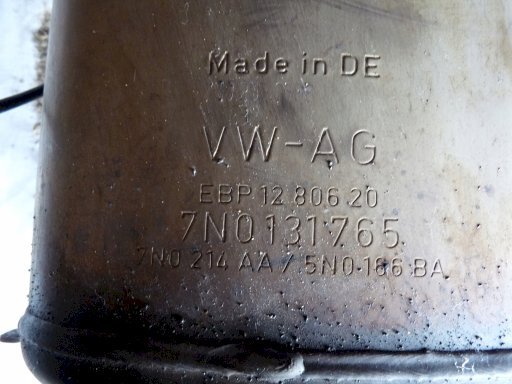 Made in DE
VW-AG
EBP 12 806 20
7N0131765
7N0 214 AA / 5N0 166 BA